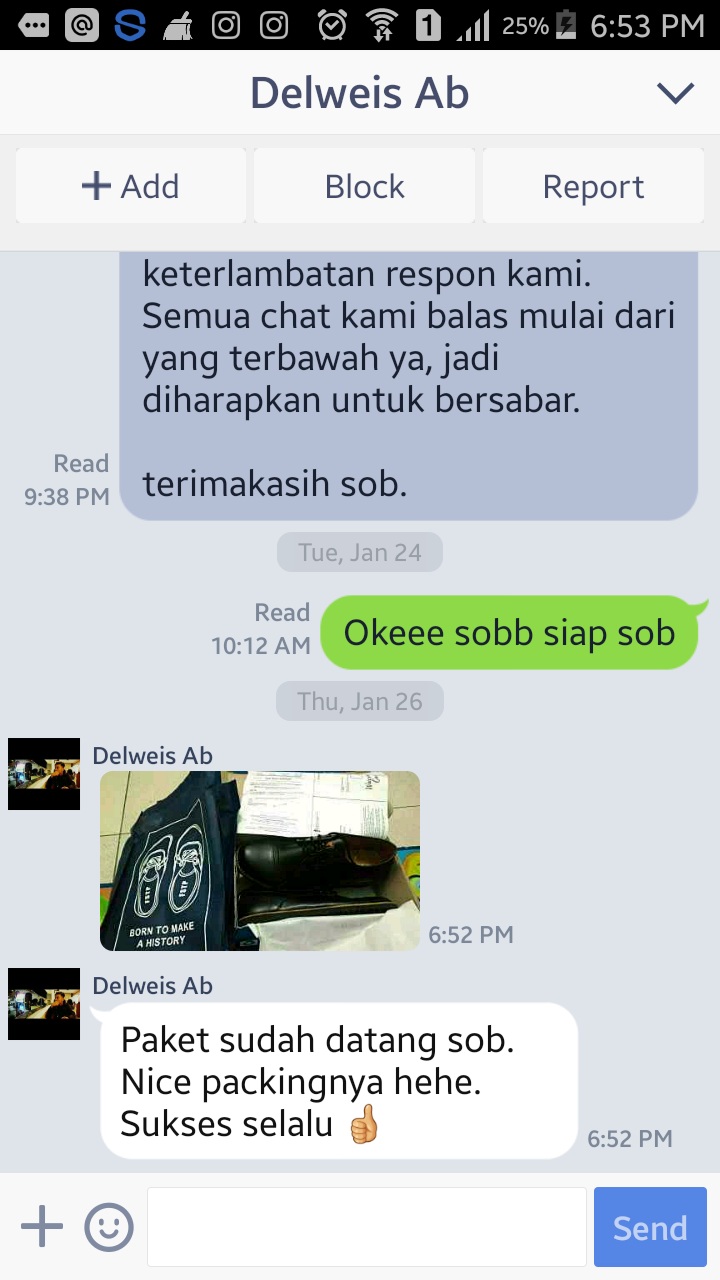 25% 6:53 PM
Delweis Ab
+ Add
Block
Report
keterlambatan respon kami.
Semua chat kami balas mulai dari
yang terbawah ya, jadi
diharapkan untuk bersabar.
terimakasih sob.
Read
9:38 PM
Tue, Jan 24
Read
10:12 AM
Okeee sobb siap sob
Thu, Jan 26
Delweis Ab
BORN TO MAKE
A HISTORY
6:52 PM
Delweis Ab
Paket sudah datang sob.
Nice packingnya hehe.
Sukses selalu 👍
6:52 PM
Send